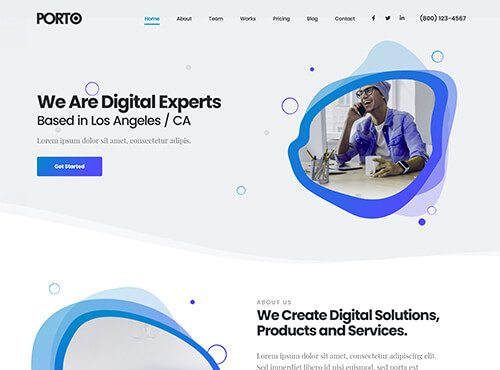 PORTO
Home About Team Works Pricing Blog Contact (800) 123-4567
We Are Digital Experts
Based in Los Angeles / CA
Lorem ipsum dolor sit amet, consectetur adipis.
Get Started
ABOUT US
We Create Digital Solutions,
Products and Services.
Lorem ipsum dolor sit amet, consectetur adipiscing elit.
Sed imperdiet libero id nisi euismod, sed porta est